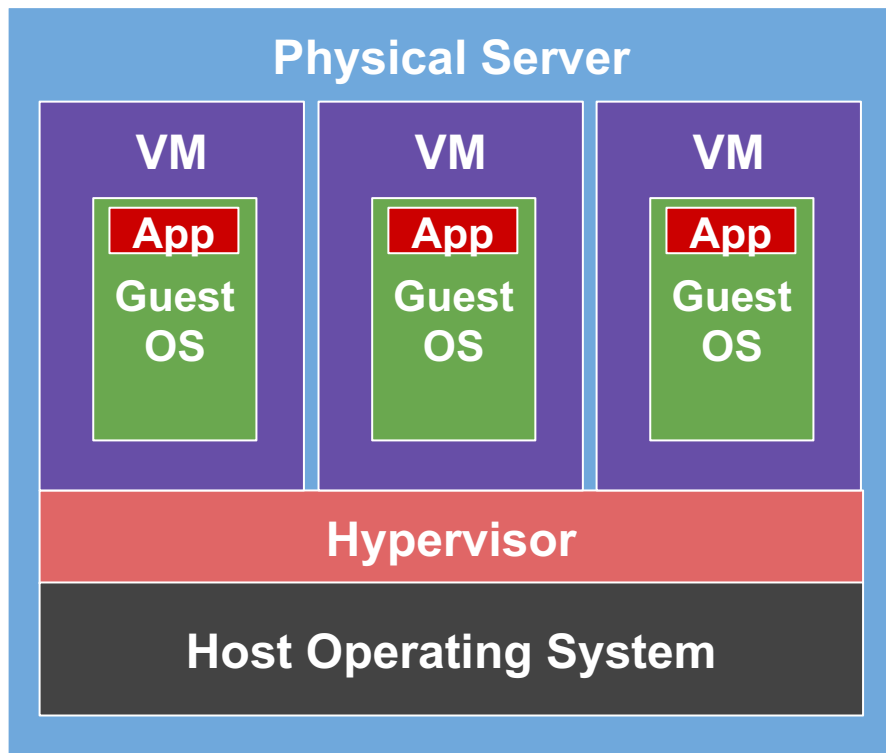 Physical Server
VM
App
Guest
OS
VM
App
Guest
OS
VM
App
Guest
OS
Hypervisor
Host Operating System